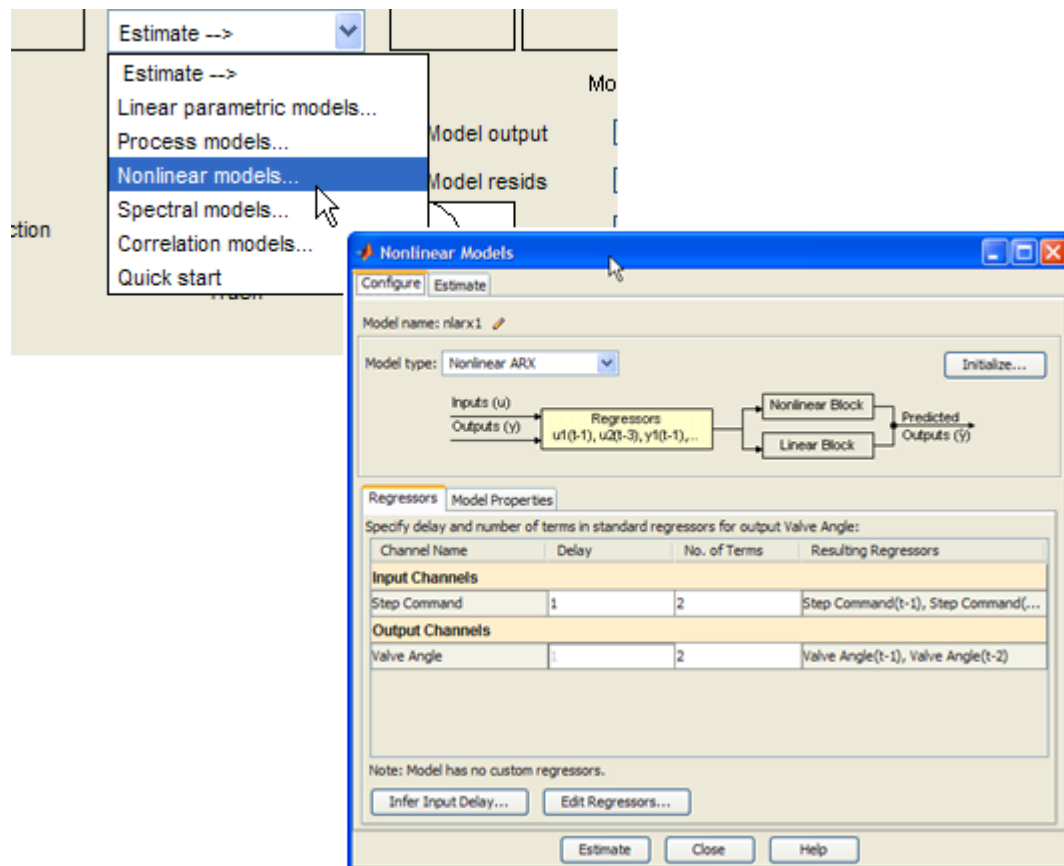 Estimate -->
Estimate -->
Linear parametric models...
Process models...
Nonlinear models...
Spectral models...
Correlation models...
Quick start
Mo
Model output
Model resids
ction
Nonlinear Models
Configure Estimate
Model name: nlarx1
Model type: Nonlinear ARX
Initialize...
Inputs (u)
Outputs (y)
Regressors
u1(t-1), u2(t-3), y1(t-1),...
Nonlinear Block
Linear Block
Predicted
Outputs (ŷ)
Regressors Model Properties
Specify delay and number of terms in standard regressors for output Valve Angle:
Channel Name Delay No. of Terms Resulting Regressors
Input Channels
Step Command 1 2 Step Command(t-1), Step Command(...
Output Channels
Valve Angle 1 2 Valve Angle(t-1), Valve Angle(t-2)
Note: Model has no custom regressors.
Infer Input Delay... Edit Regressors...
Estimate Close Help